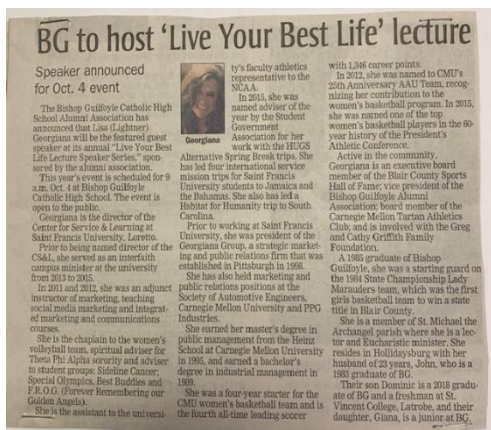 BG to host ‘Live Your Best Life’ lecture
Speaker announced
for Oct. 4 event
The Bishop Guilfoyle Catholic High
School Alumni Association has
announced that Lisa (Lightner)
Georgiana will be the featured guest
speaker at its annual “Live Your Best
Life Lecture Speaker Series,” spon-
sored by the alumni association.
This year's event is scheduled for 9
a.m. Oct. 4 at Bishop Guilfoyle
Catholic High School. The event is
open to the public.
Georgiana is the director of the
Center for Service & Learning at
Saint Francis University, Loretto.
Prior to being named director of the
CS&L, she served as an interfaith
campus minister at the university
from 2013 to 2015.
In 2011 and 2012, she was an adjunct
instructor of marketing, teaching
social media marketing and integrat-
ed marketing and communications
courses.
She is the chaplain to the women's
volleyball team, spiritual adviser for
Theta Phi Alpha sorority and adviser
to student groups: Sideline Cancer,
Special Olympics, Best Buddies and
F.R.O.G. (Forever Remembering our
Golden Angels).
She is the assistant to the universi-
Georgiana
ty's faculty athletics
representative to the
NCAA.
In 2015, she was
named adviser of the
year by the Student
Government
Association for her
work with the HUGS
Alternative Spring Break trips. She
has led four international service
mission trips for Saint Francis
University students to Jamaica and
the Bahamas. She also has led a
Habitat for Humanity trip to South
Carolina.
Prior to working at Saint Francis
University, she was president of the
Georgiana Group, a strategic market-
ing and public relations firm that was
established in Pittsburgh in 1998.
She has also held marketing and
public relations positions at the
Society of Automotive Engineers,
Carnegie Mellon University and PPG
Industries.
She earned her master's degree in
public management from the Heinz
School at Carnegie Mellon University
in 1995, and earned a bachelor's
degree in industrial management in
1989.
She was a four-year starter for the
CMU women's basketball team and is
the fourth all-time leading scorer
with 1,346 career points.
In 2012, she was named to CMU's
25th Anniversary AAU Team, recog-
nizing her contribution to the
women's basketball program. In 2015,
she was named one of the top
women's basketball players in the 60-
year history of the President's
Athletic Conference.
Active in the community,
Georgiana is an executive board
member of the Blair County Sports
Hall of Fame; vice president of the
Bishop Guilfoyle Alumni
Association; board member of the
Carnegie Mellon Tartan Athletics
Club; and is involved with the Greg
and Cathy Griffith Family
Foundation.
A 1985 graduate of Bishop
Guilfoyle, she was a starting guard on
the 1984 State Championship Lady
Marauders team, which was the first
girls basketball team to win a state
title in Blair County.
She is a member of St. Michael the
Archangel parish where she is a lec-
tor and Eucharistic minister. She
resides in Hollidaysburg with her
husband of 23 years, John, who is a
1983 graduate of BG.
Their son Dominic is a 2018 gradu-
ate of BG and a freshman at St.
Vincent College, Latrobe, and their
daughter, Giana, is a junior at BG.